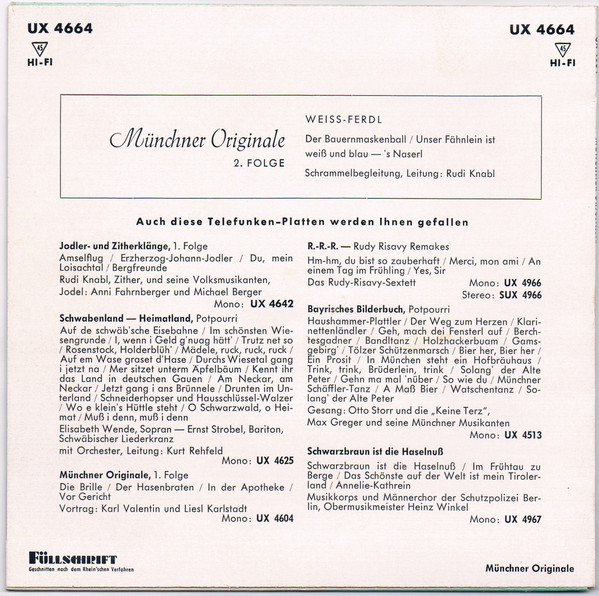 UX 4664
UX 4664
45
45
HI-FI
HI-FI
Münchner Originale
2. FOLGE
WEISS-FERDL
Der Bauernmaskenball / Unser Fähnlein ist
weiß und blau — 's Naserl
Schrammelbegleitung, Leitung: Rudi Knabl
Auch diese Telefunken-Platten werden Ihnen gefallen
Jodler- und Zitherklänge, 1. Folge
Amselflug / Erzherzog-Johann-Jodler / Du, mein
Loisachtal / Bergfreunde
Rudi Knabl, Zither, und seine Volksmusikanten,
Jodel: Anni Fahrnberger und Michael Berger
Mono: UX 4642
Schwabenland — Heimatland, Potpourri
Auf de schwäb'sche Eisebahne / Im schönsten Wie-
sengrunde / I, wenn i Geld g'nuag hätt' / Trutz net so
/ Rosenstock, Holderblüh' / Mädele, ruck, ruck, ruck /
Auf em Wase graset d'Hase / Durchs Wiesetal gang
i jetzt na / Mer sitzet unterm Äpfelbäum / Kennt ihr
das Land in deutschen Gauen / Am Neckar, am
Neckar / Jetzt gang i ans Brünnele / Drunten im Un-
terland / Schneiderhopser und Hausschlüssel-Walzer
/ Wo e klein's Hüttle steht / O Schwarzwald, o Hei-
mat / Muß i denn, muß i denn
Elisabeth Wende, Sopran — Ernst Strobel, Bariton,
Schwäbischer Liederkranz
mit Orchester, Leitung: Kurt Rehfeld
Mono: UX 4625
Münchner Originale, 1. Folge
Die Brille / Der Hasenbraten / In der Apotheke /
Vor Gericht
Vortrag: Karl Valentin und Liesl Karlstadt
Mono: UX 4604
R.-R.-R. — Rudy Risavy Remakes
Hm-hm, du bist so zauberhaft / Merci, mon ami / An
einem Tag im Frühling / Yes, Sir
Das Rudy-Risavy-Sextett
Mono: UX 4966
Stereo: SUX 4966
Bayrisches Bilderbuch, Potpourri
Haushammer-Plattler / Der Weg zum Herzen / Klari-
nettenländler / Geh, mach dei Fensterl auf / Berch-
tesgadner / Bandltanz / Holzhackerbuam / Gams-
gebirg' / Tölzer Schützenmarsch / Bier her, Bier her /
Ein Prosit / In München steht ein Hofbräuhaus /
Trink, trink, Brüderlein, trink / Solang' der Alte
Peter / Gehn ma mal 'nüber / So wie du / Münchner
Schäffler-Tanz / A Maß Bier / Watschentanz / So-
lang' der Alte Peter
Gesang: Otto Storr und die „Keine Terz",
Max Greger und seine Münchner Musikanten
Mono: UX 4513
Schwarzbraun ist die Haselnuß
Schwarzbraun ist die Haselnuß / Im Frühtau zu
Berge / Das Schönste auf der Welt ist mein Tiroler-
land / Annelie-Kathrein
Musikkorps und Männerchor der Schutzpolizei Ber-
lin, Obermusikmeister Heinz Winkel
Mono: UX 4967
FÜLLSCHRIFT
Geschnitten nach dem Rhein'schen Verfahren
Münchner Originale